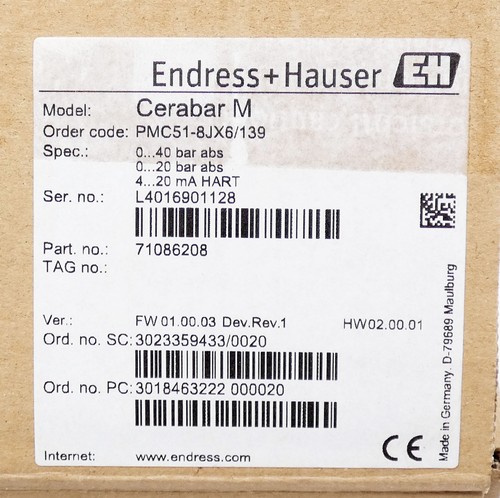 Endress+Hauser EH
Model: Cerabar M
Order code: PMC51-8JX6/139
Spec.: 0...40 bar abs
0...20 bar abs
4...20 mA HART
Ser. no.: L4016901128
Part. no.: 71086208
TAG no.:
Ver.: FW 01.00.03 Dev.Rev.1 HW02.00.01
Ord. no. SC: 3023359433/0020
Ord. no. PC: 3018463222 000020
Internet: www.endress.com
CE
Made in Germany, D-79689 Maulburg